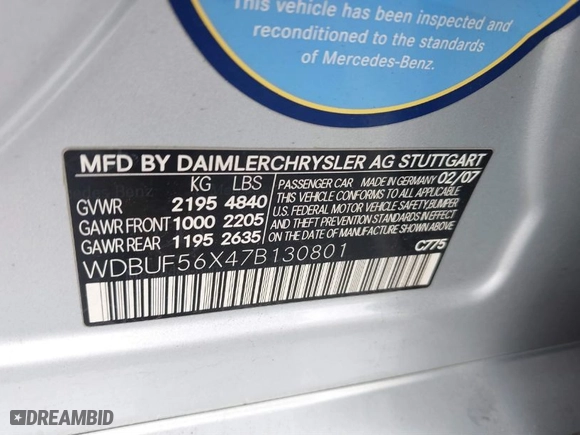 This vehicle has been inspected and
reconditioned to the standards
of Mercedes-Benz.
MFD BY DAIMLERCHRYSLER AG STUTTGART
KG LBS
GVWR 2195 4840
GAWR FRONT 1000 2205
GAWR REAR 1195 2635
PASSENGER CAR MADE IN GERMANY 02/07
THIS VEHICLE CONFORMS TO ALL APPLICABLE
U.S. FEDERAL MOTOR VEHICLE SAFETY,BUMPER
AND THEFT PREVENTION STANDARDS IN EFFECT
ON THE DATE OF MANUFACTURE SHOWN ABOVE.
C775
WDBUF56X47B130801
DREAMBID